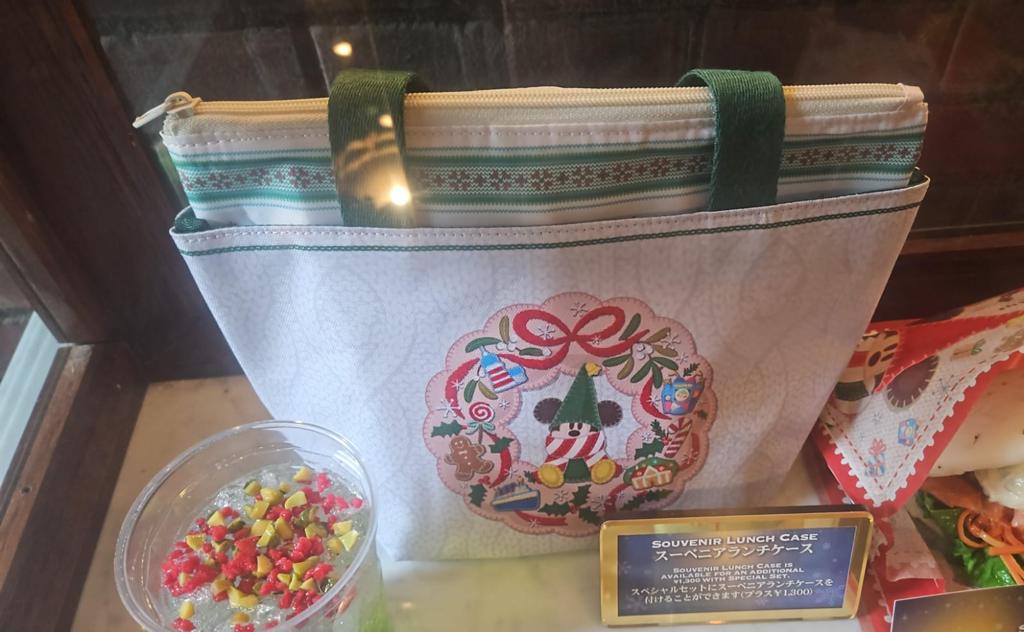 SOUVENIR LUNCH CASE
スーベニアランチケース
SOUVENIR LUNCH CASE IS
AVAILABLE FOR AN ADDITIONAL
¥1,300 WITH SPECIAL SET.
スペシャルセットにスーベニアランチケースを
付けることができます(プラス¥1,300)